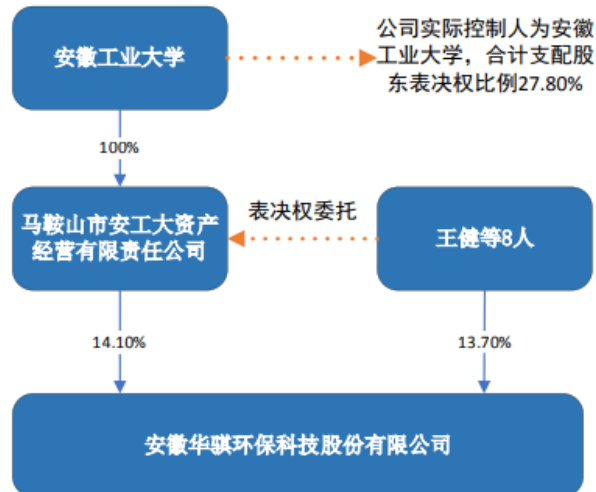 安徽工业大学
公司实际控制人为安徽
工业大学，合计支配股
东表决权比例27.80%
100%
马鞍山市安工大资产
经营有限责任公司
表决权委托
王健等8人
14.10%
13.70%
安徽华骐环保科技股份有限公司